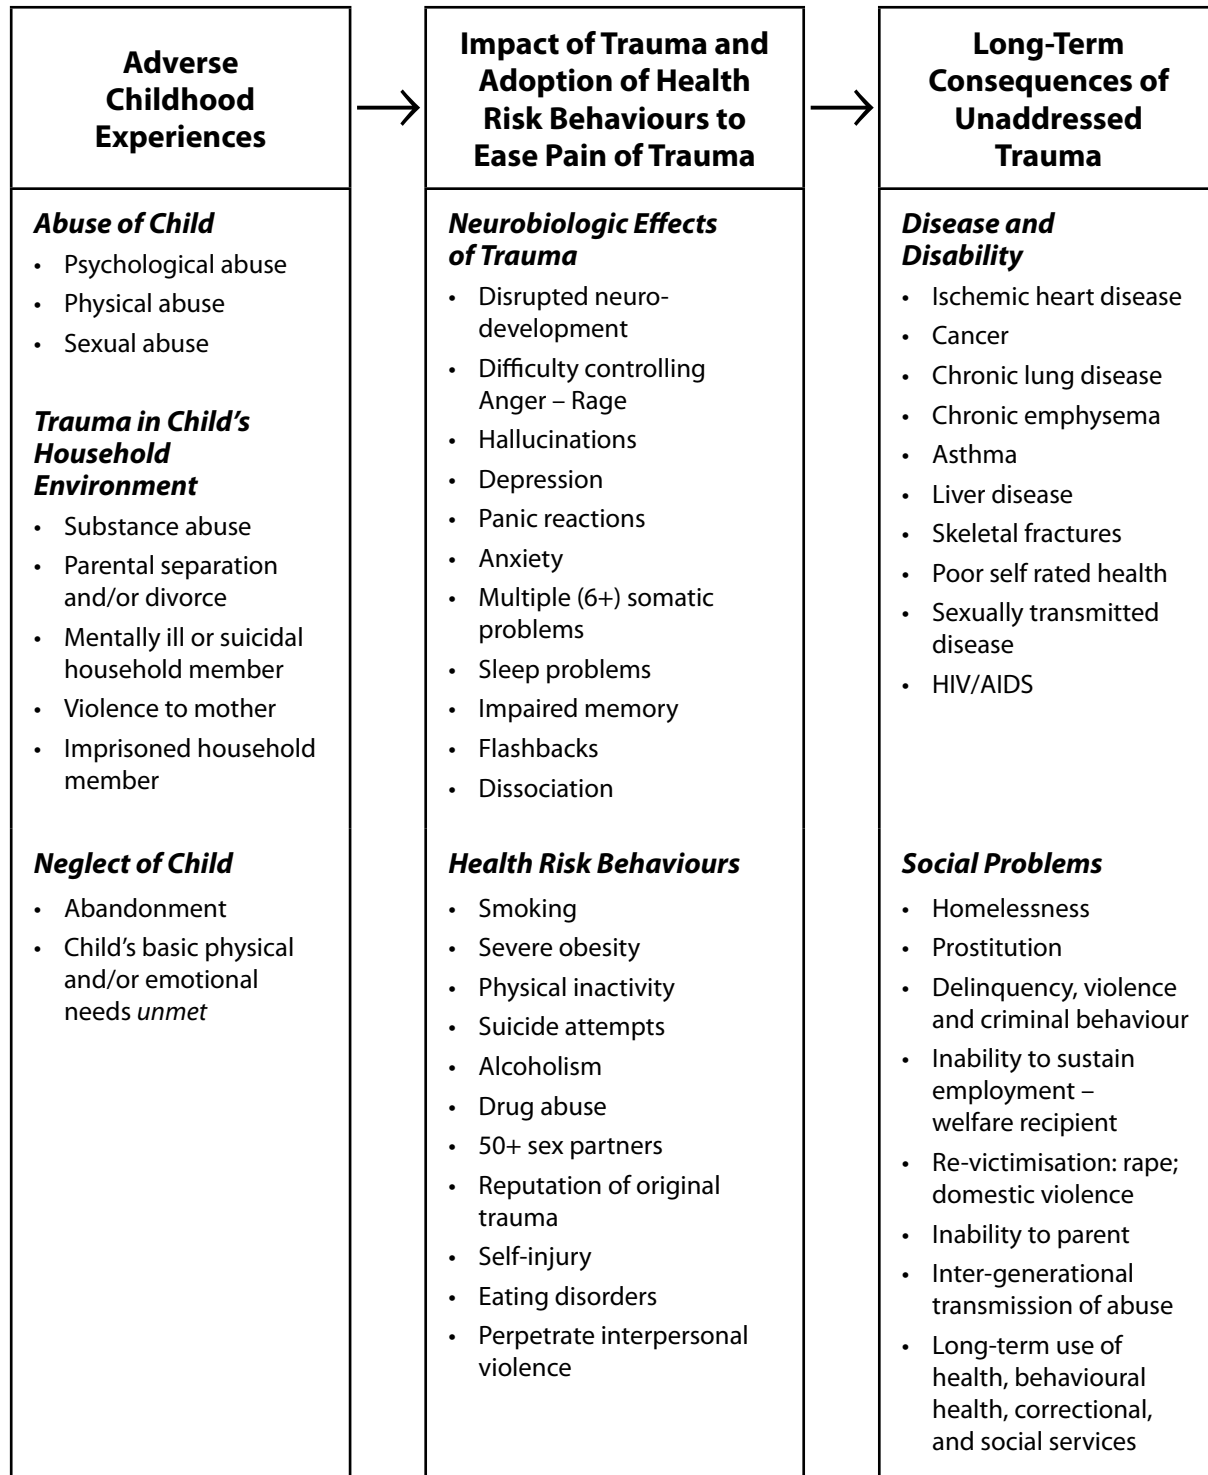 Adverse
Childhood
Experiences
Abuse of Child
• Psychological abuse
• Physical abuse
• Sexual abuse
Trauma in Child’s
Household
Environment
• Substance abuse
• Parental separation
and/or divorce
• Mentally ill or suicidal
household member
• Violence to mother
• Imprisoned household
member
Neglect of Child
• Abandonment
• Child’s basic physical
and/or emotional
needs unmet
Impact of Trauma and
Adoption of Health
Risk Behaviours to
Ease Pain of Trauma
Neurobiologic Effects
of Trauma
• Disrupted neuro-
development
• Difficulty controlling
Anger – Rage
• Hallucinations
• Depression
• Panic reactions
• Anxiety
• Multiple (6+) somatic
problems
• Sleep problems
• Impaired memory
• Flashbacks
• Dissociation
Health Risk Behaviours
• Smoking
• Severe obesity
• Physical inactivity
• Suicide attempts
• Alcoholism
• Drug abuse
• 50+ sex partners
• Reputation of original
trauma
• Self-injury
• Eating disorders
• Perpetrate interpersonal
violence
Long-Term
Consequences of
Unaddressed
Trauma
Disease and
Disability
• Ischemic heart disease
• Cancer
• Chronic lung disease
• Chronic emphysema
• Asthma
• Liver disease
• Skeletal fractures
• Poor self rated health
• Sexually transmitted
disease
• HIV/AIDS
Social Problems
• Homelessness
• Prostitution
• Delinquency, violence
and criminal behaviour
• Inability to sustain
employment –
welfare recipient
• Re-victimisation: rape;
domestic violence
• Inability to parent
• Inter-generational
transmission of abuse
• Long-term use of
health, behavioural
health, correctional,
and social services